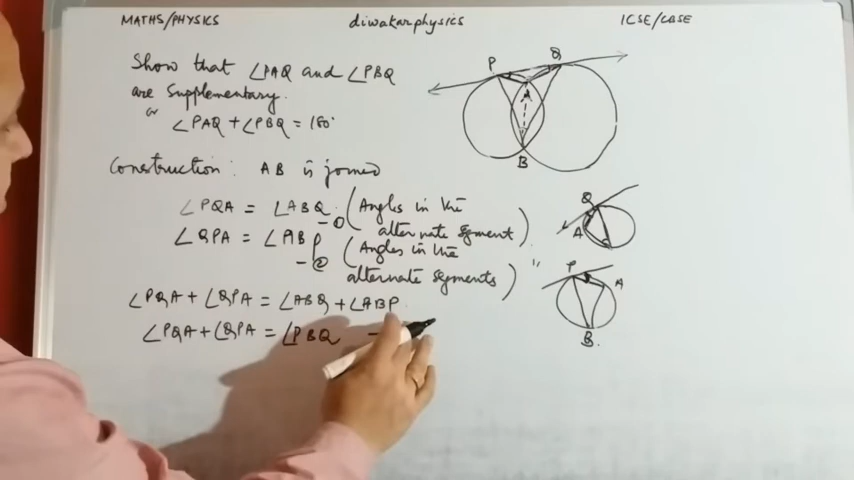 MATHS/PHYSICS diwakarphysics ICSE/CBSE
Show that ∠PAQ and ∠PBQ
are supplementary.
or
∠PAQ + ∠PBQ = 180°
Construction: AB is joined
∠PQA = ∠ABQ - ① (Angles in the
alternate segment)
∠QPA = ∠ABP - ② (Angles in the
alternate segments)
∠PQA + ∠QPA = ∠ABQ + ∠ABP
∠PQA + ∠QPA = ∠PBQ —
P Q
A
B
Q
A
P A
B.